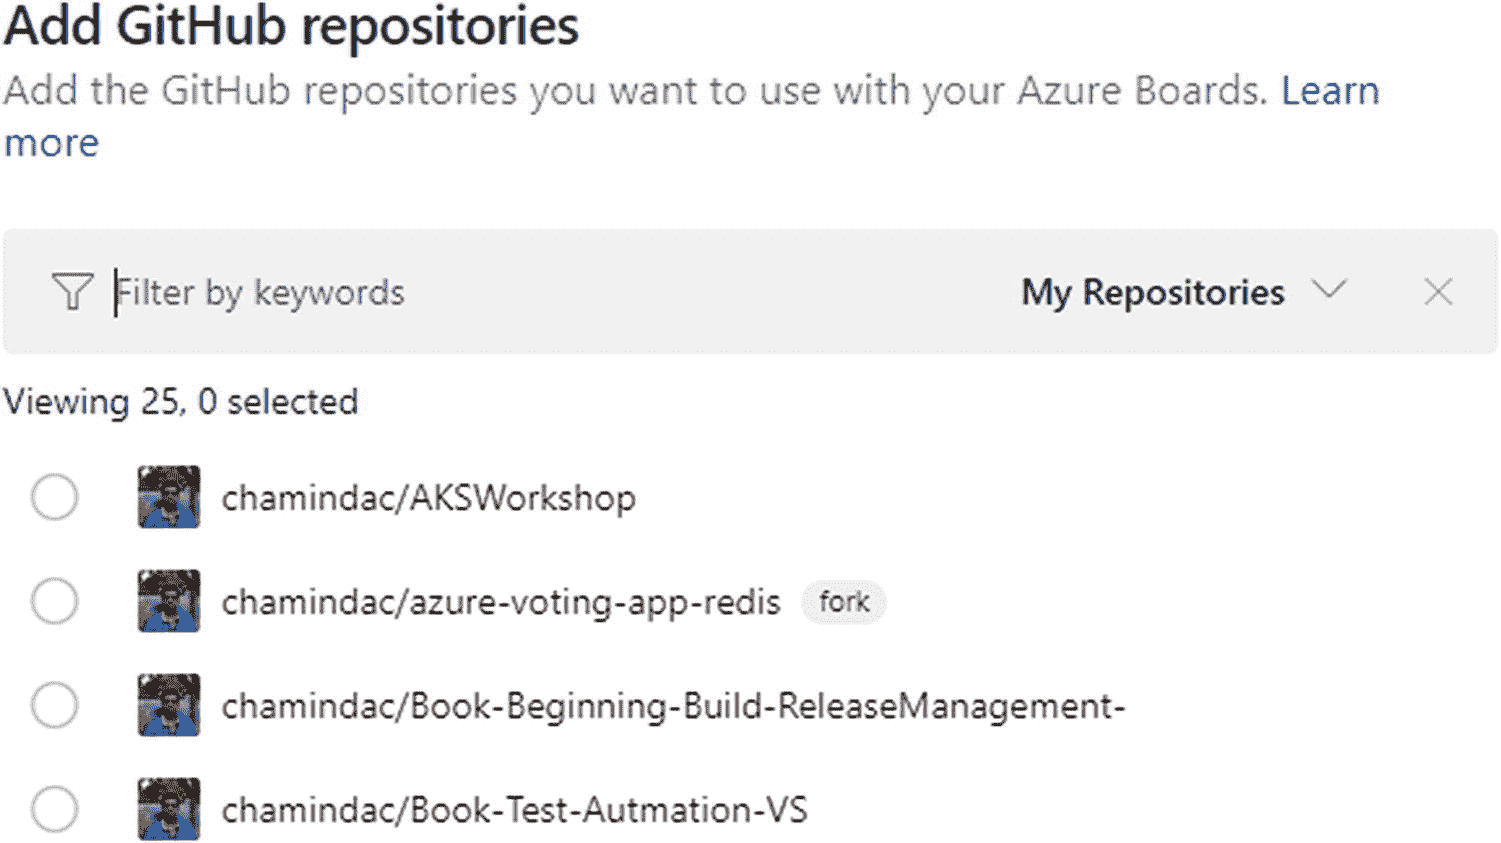 Add GitHub repositories
Add the GitHub repositories you want to use with your Azure Boards. Learn
more
Filter by keywords My Repositories
Viewing 25, 0 selected
chamindac/AKSWorkshop
chamindac/azure-voting-app-redis fork
chamindac/Book-Beginning-Build-ReleaseManagement-
chamindac/Book-Test-Autmation-VS